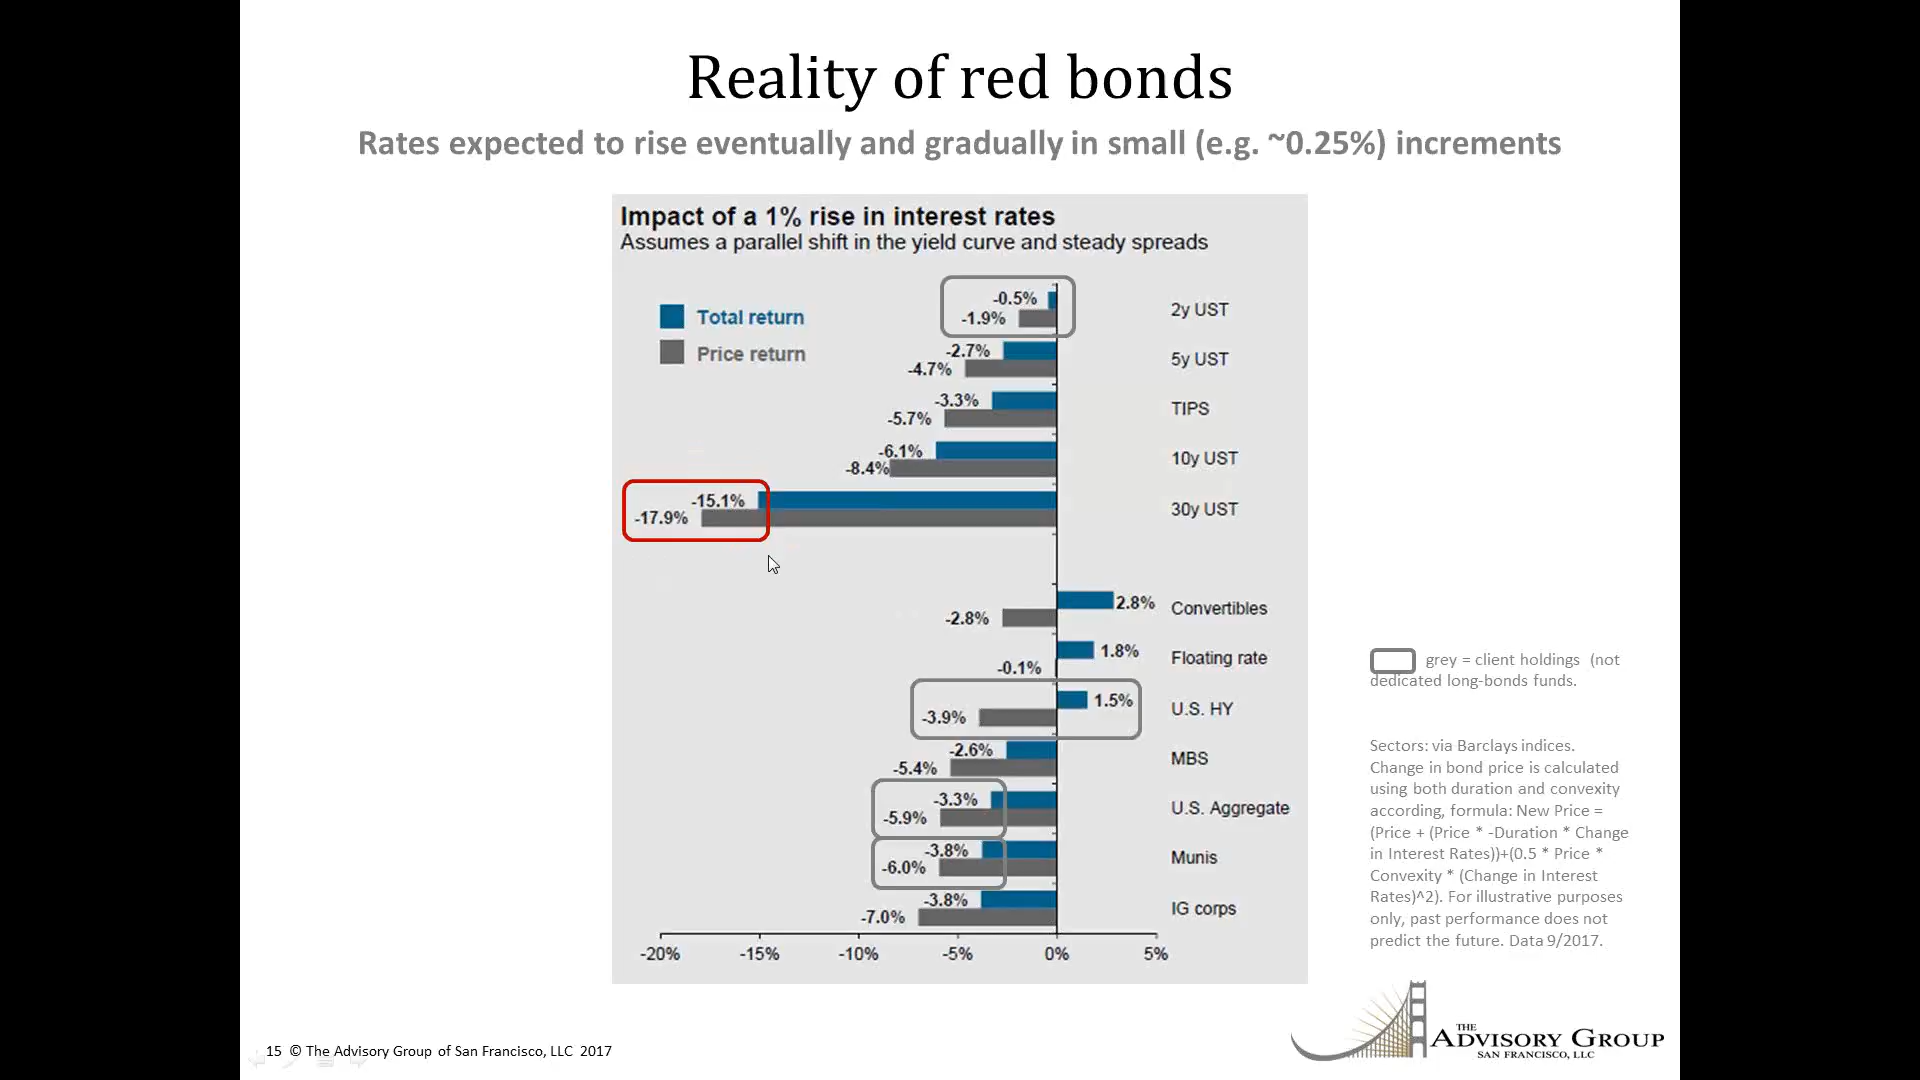 Reality of red bonds
Rates expected to rise eventually and gradually in small (e.g. ~0.25%) increments
Impact of a 1% rise in interest rates
Assumes a parallel shift in the yield curve and steady spreads
Total return
Price return
-0.5%
-1.9%
2y UST
-2.7%
-4.7%
5y UST
-3.3%
-5.7%
TIPS
-6.1%
-8.4%
10y UST
-15.1%
-17.9%
30y UST
2.8%
-2.8%
Convertibles
1.8%
-0.1%
Floating rate
1.5%
-3.9%
U.S. HY
-2.6%
-5.4%
MBS
-3.3%
-5.9%
U.S. Aggregate
-3.8%
-6.0%
Munis
-3.8%
-7.0%
IG corps
-20% -15% -10% -5% 0% 5%
grey = client holdings (not
dedicated long-bonds funds.
Sectors: via Barclays indices.
Change in bond price is calculated
using both duration and convexity
according, formula: New Price =
(Price + (Price * -Duration * Change
in Interest Rates))+(0.5 * Price *
Convexity * (Change in Interest
Rates)^2). For illustrative purposes
only, past performance does not
predict the future. Data 9/2017.
THE ADVISORY GROUP
SAN FRANCISCO, LLC
15 © The Advisory Group of San Francisco, LLC 2017